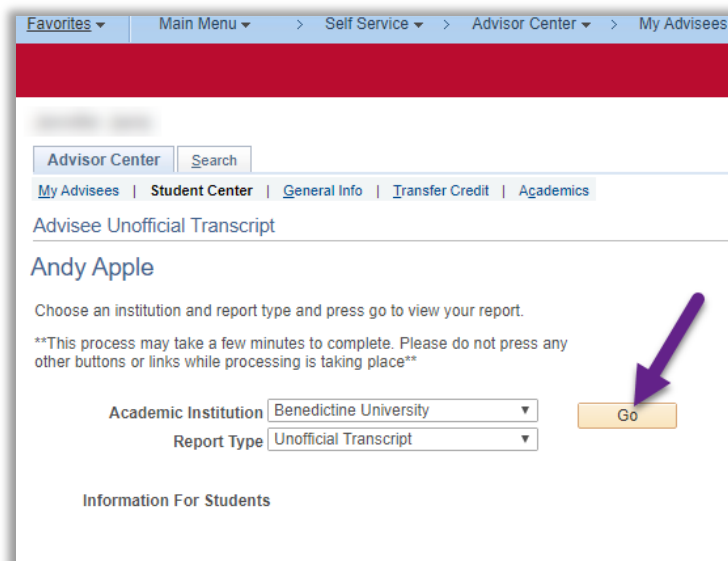 Favorites Main Menu > Self Service > Advisor Center > My Advisees
Advisor Center Search
My Advisees | Student Center | General Info | Transfer Credit | Academics
Advisee Unofficial Transcript
Andy Apple
Choose an institution and report type and press go to view your report.
**This process may take a few minutes to complete. Please do not press any
other buttons or links while processing is taking place**
Academic Institution Benedictine University Go
Report Type Unofficial Transcript
Information For Students